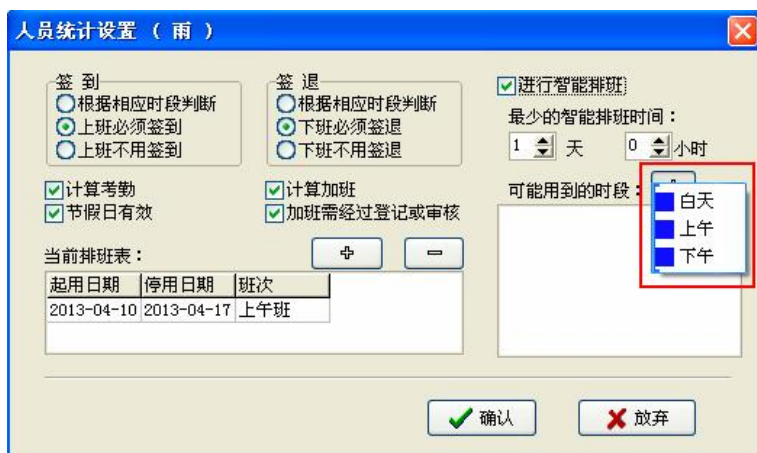 人员统计设置 ( 雨 )
签 到
根据相应时段判断
上班必须签到
上班不用签到
签 退
根据相应时段判断
下班必须签退
下班不用签退
进行智能排班
最少的智能排班时间：
1 天 0 小时
计算考勤
节假日有效
计算加班
加班需经过登记或审核
可能用到的时段：
白天
上午
下午
当前排班表：
起用日期 停用日期 班次
2013-04-10 2013-04-17 上午班
确认 放弃